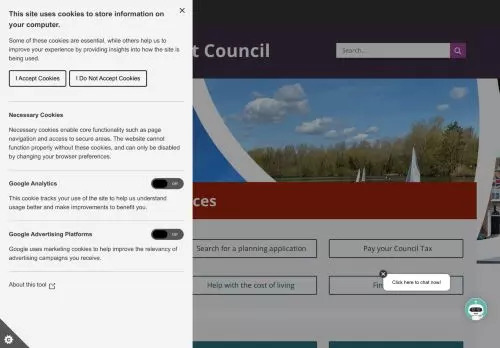 This site uses cookies to store information on
your computer.
Some of these cookies are essential, while others help us to
improve your experience by providing insights into how the site is
being used.
I Accept Cookies
I Do Not Accept Cookies
Necessary Cookies
Necessary cookies enable core functionality such as page
navigation and access to secure areas. The website cannot
function properly without these cookies, and can only be disabled
by changing your browser preferences.
Google Analytics
Off
This cookie tracks your use of the site to help us understand
usage better and make improvements to benefit you.
Google Advertising Platforms
Off
Google uses marketing cookies to help improve the relevancy of
advertising campaigns you receive.
About this tool
t Council
Search...
ces
Search for a planning application
Pay your Council Tax
Help with the cost of living
Fin
Click here to chat now!